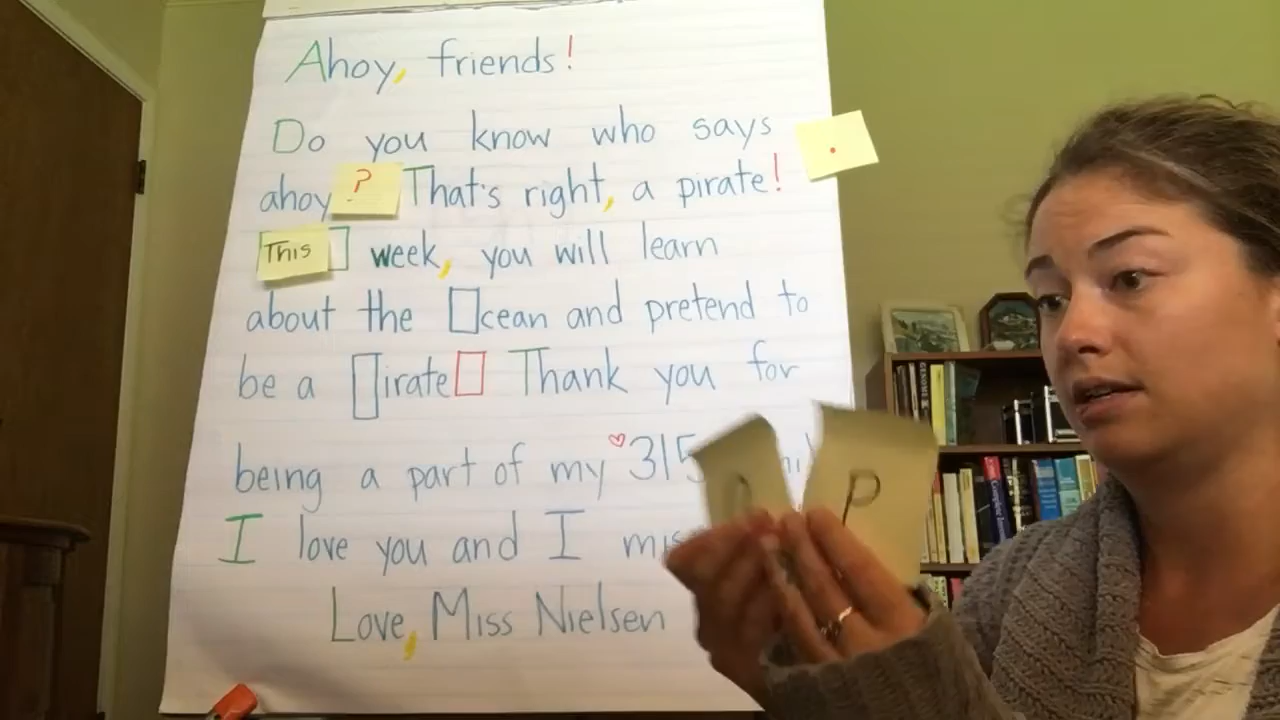 Ahoy, friends!
Do you know who says .
ahoy ? That's right, a pirate!
This week, you will learn
about the cean and pretend to
be a irate Thank you for
being a part of my 315
I love you and I
Love, Miss Nielsen
P